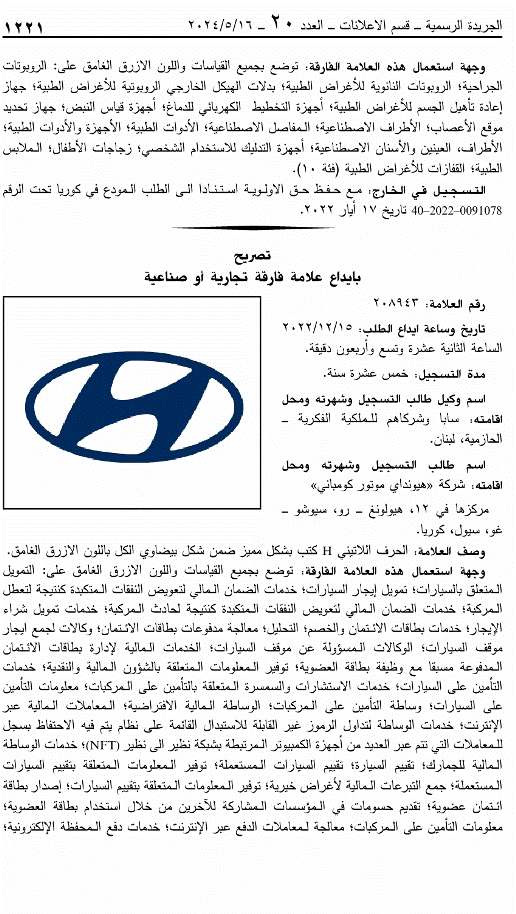 الجريدة الرسمية ــ قسم الاعلانات ــ العدد ٢٠ ــ ٢٠٢٤/٥/١٦
١٢٢١
وجهة استعمال هذه العلامة الفارقة: توضع بجميع القياسات واللون الازرق الغامق على: الروبوتات
الجراحية؛ الروبوتات النانوية للأغراض الطبية؛ بدلات الهيكل الخارجي الروبوتية للأغراض الطبية؛ جهاز
إعادة تأهيل الجسم للأغراض الطبية؛ أجهزة التخطيط الكهربائي للدماغ؛ أجهزة قياس النبض؛ جهاز تحديد
موقع الأعصاب؛ الأطراف الاصطناعية؛ المفاصل الاصطناعية؛ الأدوات الطبية؛ الأجهزة والأدوات الطبية؛
الأطراف، العينين والأسنان الاصطناعية؛ أجهزة التدليك للاستخدام الشخصي؛ زجاجات الأطفال؛ الملابس
الطبية؛ القفازات للأغراض الطبية (فئة ١٠).
التسجيل في الخارج: مع حفظ حق الاولوية استنادا الى الطلب المودع في كوريا تحت الرقم
40-2022-0091078 تاريخ ١٧ أيار ٢٠٢٢.
تصريح
بايداع علامة فارقة تجارية أو صناعية
رقم العلامة: ٢٠٨٩٤٣
تاريخ وساعة ايداع الطلب: ٢٠٢٢/١٢/١٥
الساعة الثانية عشرة وتسع وأربعون دقيقة.
مدة التسجيل: خمس عشرة سنة.
اسم وكيل طالب التسجيل وشهرته ومحل
اقامته: سابا وشركاهم للملكية الفكرية ــ
الحازمية، لبنان.
اسم طالب التسجيل وشهرته ومحل
اقامته: شركة «هيونداي موتور كومباني»
مركزها في ١٢، هيولونغ ــ رو، سيوشو ــ
غو، سيول، كوريا.
وصف العلامة: الحرف اللاتيني H كتب بشكل مميز ضمن شكل بيضاوي الكل باللون الازرق الغامق.
وجهة استعمال هذه العلامة الفارقة: توضع بجميع القياسات واللون الازرق الغامق على: التمويل
المتعلق بالسيارات؛ تمويل إيجار السيارات؛ خدمات الضمان المالي لتعويض النفقات المتكبدة كنتيجة لتعطل
المركبة؛ خدمات الضمان المالي لتعويض النفقات المتكبدة كنتيجة لحادث المركبة؛ خدمات تمويل شراء
الإيجار؛ خدمات بطاقات الائتمان والخصم؛ التحليل؛ معالجة مدفوعات بطاقات الائتمان؛ وكالات لجمع ايجار
موقف السيارات؛ الوكالات المسؤولة عن موقف السيارات؛ الخدمات المالية لإدارة بطاقات الائتمان
المدفوعة مسبقا مع وظيفة بطاقة العضوية؛ توفير المعلومات المتعلقة بالشؤون المالية والنقدية؛ خدمات
التأمين على السيارات؛ خدمات الاستشارات والسمسرة المتعلقة بالتأمين على المركبات؛ معلومات التأمين
على السيارات؛ وساطة التأمين على المركبات؛ الوساطة المالية الافتراضية؛ المعاملات المالية عبر
الإنترنت؛ خدمات الوساطة لتداول الرموز غير القابلة للاستبدال القائمة على نظام يتم فيه الاحتفاظ بسجل
للمعاملات التي تتم عبر العديد من أجهزة الكمبيوتر المرتبطة بشبكة نظير الى نظير (NFT)؛ خدمات الوساطة
المالية للجمارك؛ تقييم السيارة؛ تقييم السيارات المستعملة؛ توفير المعلومات المتعلقة بتقييم السيارات
المستعملة؛ جمع التبرعات المالية لأغراض خيرية؛ توفير المعلومات المتعلقة بتقييم السيارات؛ إصدار بطاقة
ائتمان عضوية؛ تقديم حسومات في المؤسسات المشاركة للآخرين من خلال استخدام بطاقة العضوية؛
معلومات التأمين على المركبات؛ معالجة لمعاملات الدفع عبر الإنترنت؛ خدمات دفع المحفظة الإلكترونية؛